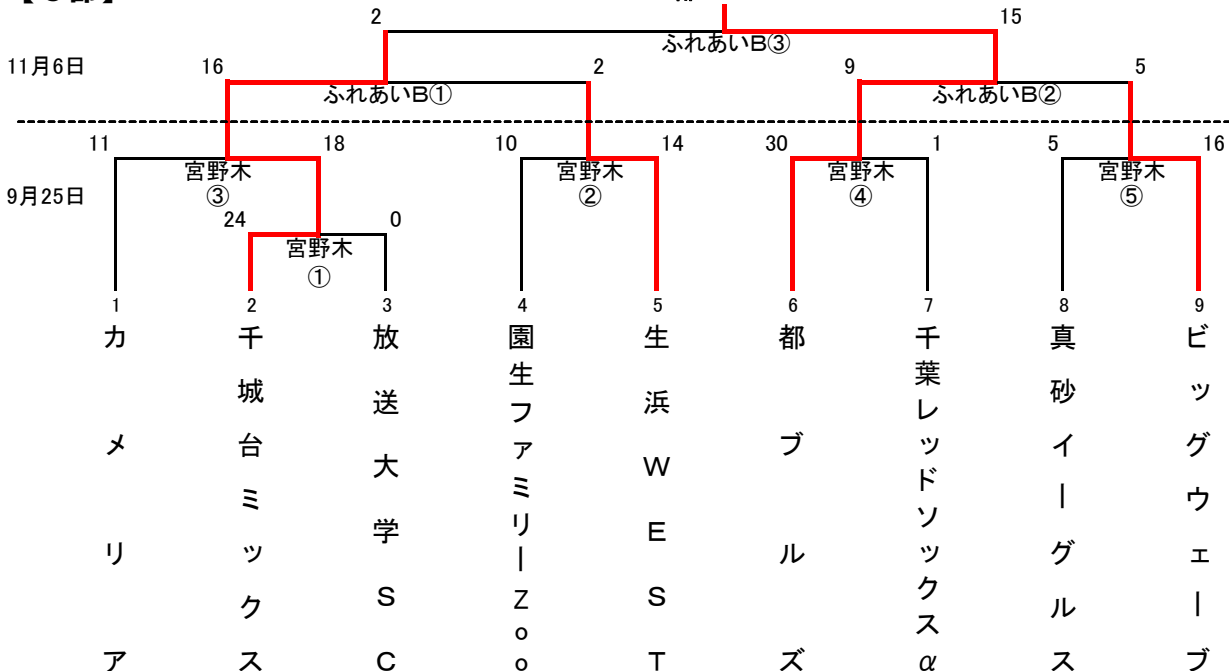 2
15
ふれあいB③
11月6日
16
2
9
5
ふれあいB①
ふれあいB②
11
18
10
14
30
1
5
16
宮野木
③
宮野木
②
宮野木
④
宮野木
⑤
9月25日
24
0
宮野木
①
1
2
3
4
5
6
7
8
9
カメリア
千城台ミックス
放送大学SC
園生ファミリーZoo
生浜WEST
都ブルズ
千葉レッドソックスα
真砂イーグルス
ビッグウェーブ